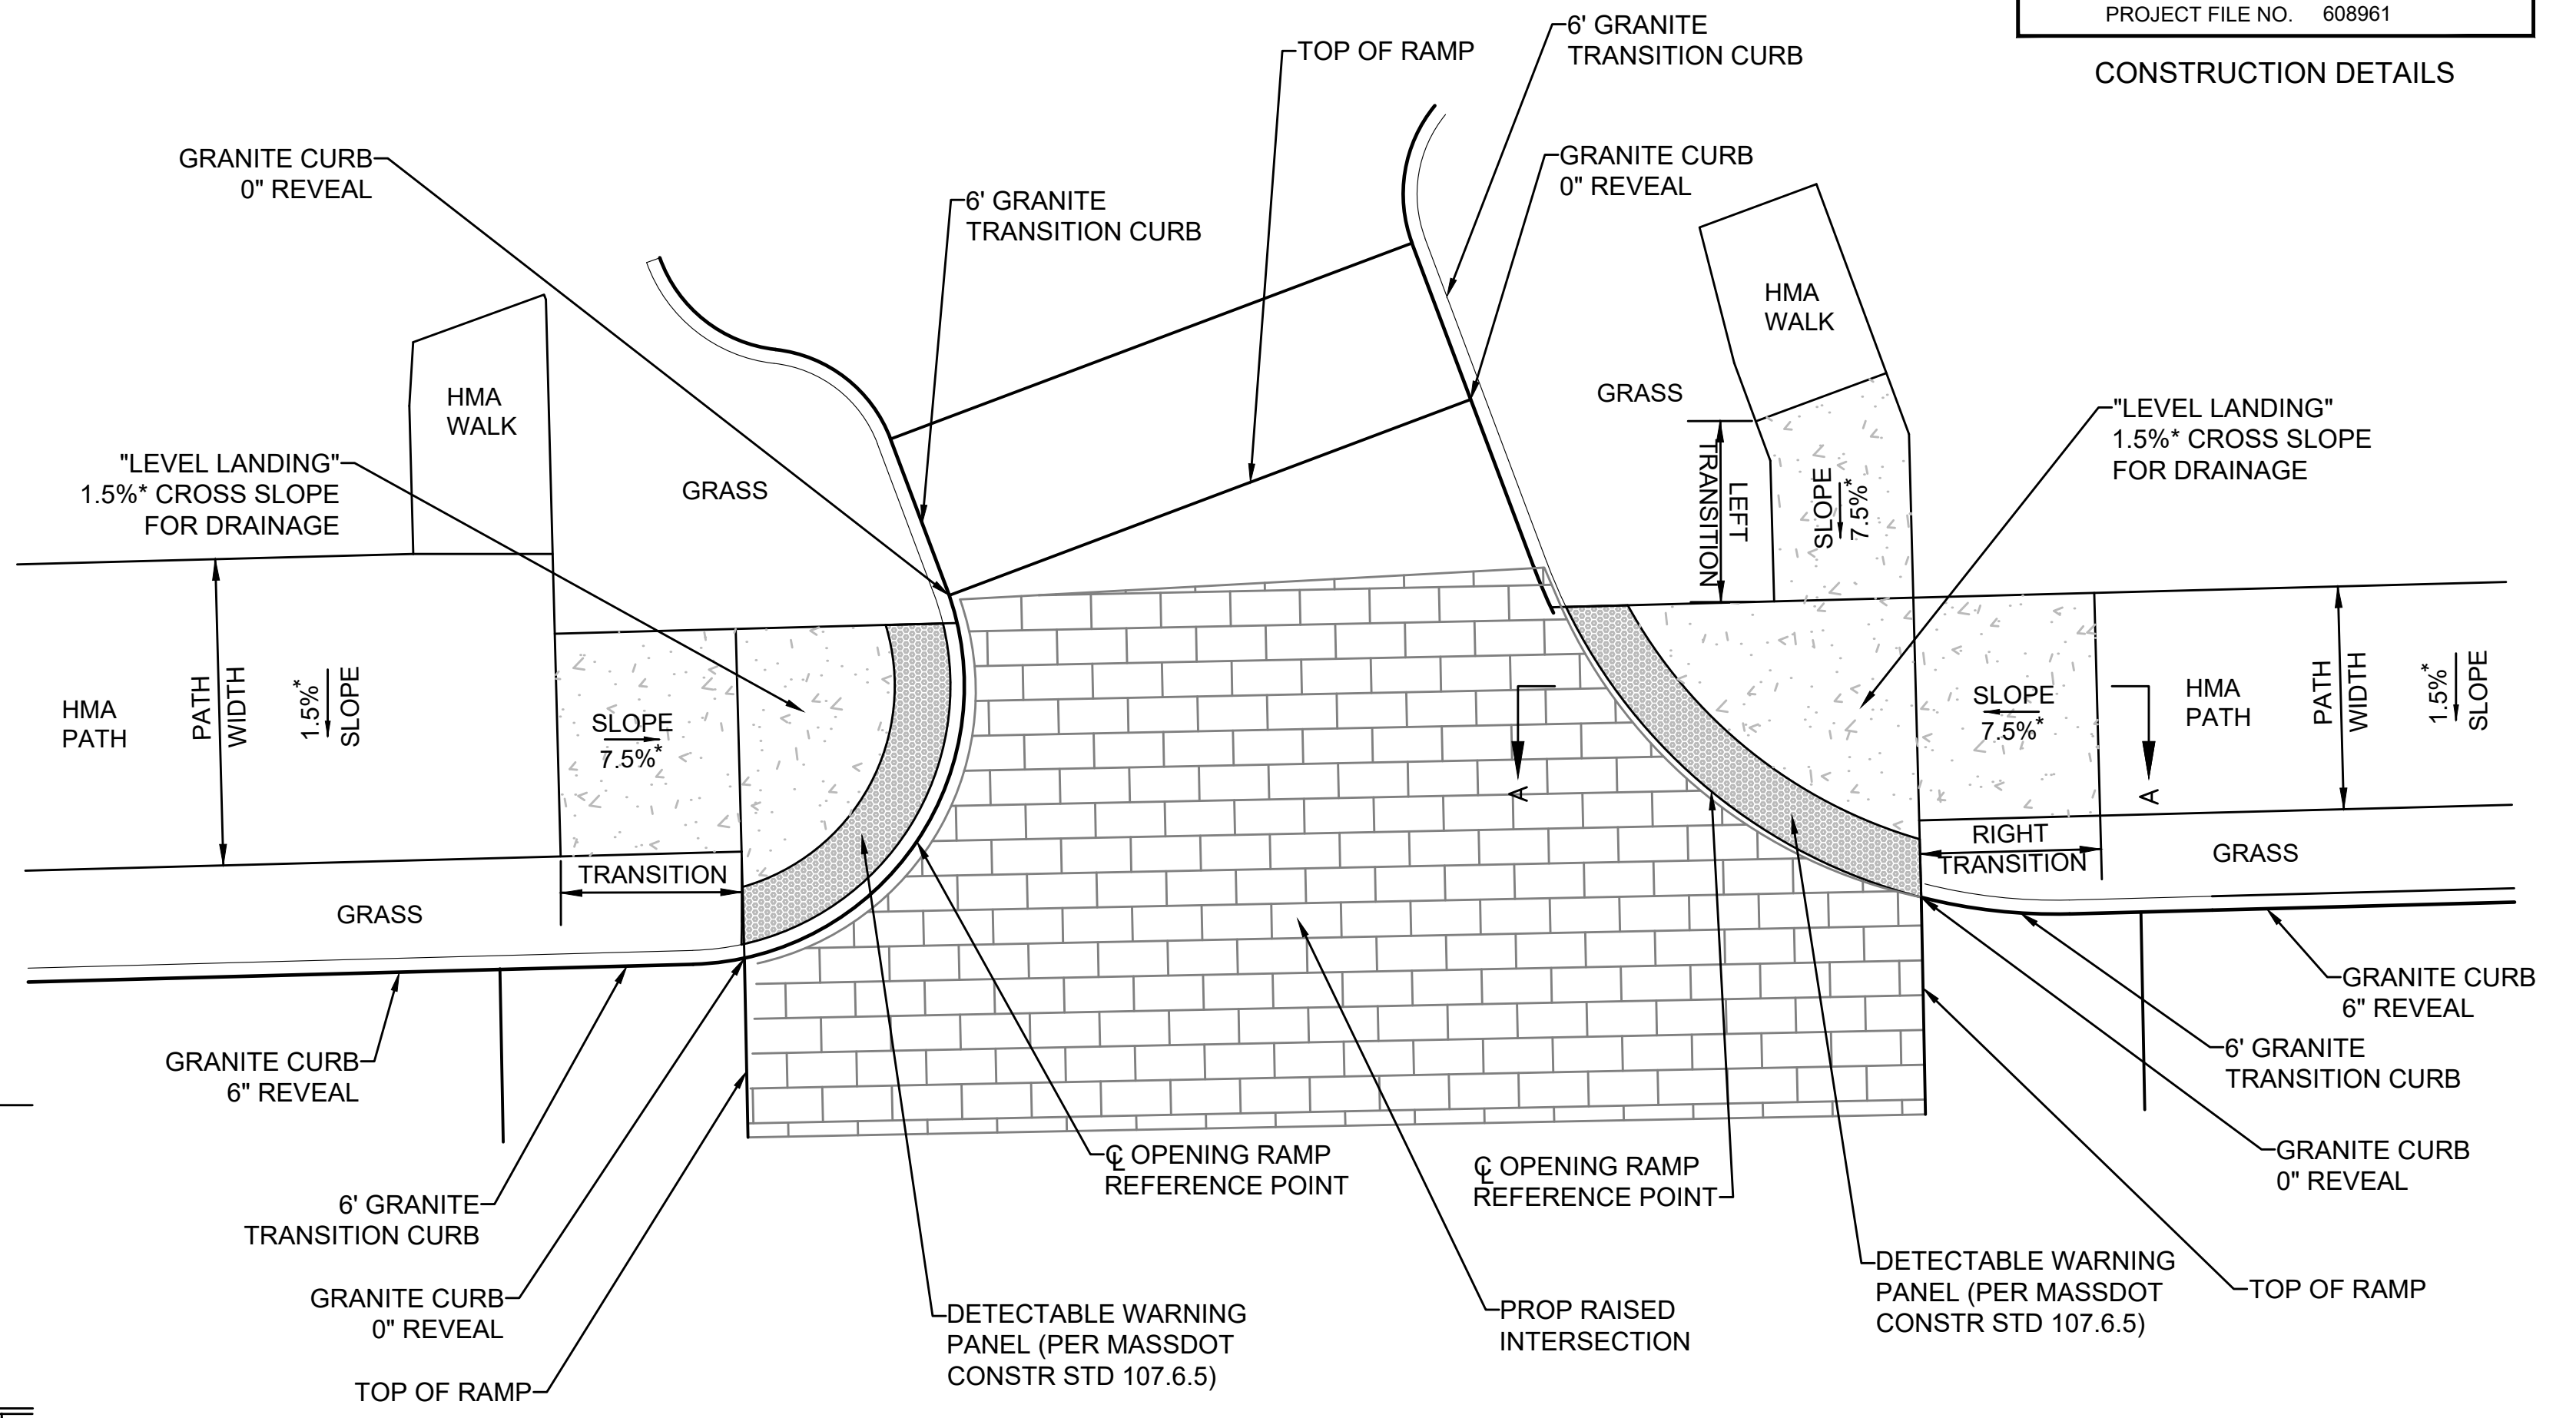 PROJECT FILE NO. 608961
CONSTRUCTION DETAILS
TOP OF RAMP
6' GRANITE
TRANSITION CURB
GRANITE CURB
0" REVEAL
6' GRANITE
TRANSITION CURB
GRANITE CURB
0" REVEAL
HMA
WALK
"LEVEL LANDING"
1.5%* CROSS SLOPE
FOR DRAINAGE
GRASS
HMA
WALK
GRASS
LEFT
TRANSITION
SLOPE
7.5%*
"LEVEL LANDING"
1.5%* CROSS SLOPE
FOR DRAINAGE
HMA
PATH
PATH
WIDTH
1.5%*
SLOPE
SLOPE
7.5%*
TRANSITION
GRASS
A
SLOPE
7.5%*
A
HMA
PATH
PATH
WIDTH
1.5%*
SLOPE
RIGHT
TRANSITION
GRASS
GRANITE CURB
6" REVEAL
6' GRANITE
TRANSITION CURB
GRANITE CURB
0" REVEAL
TOP OF RAMP
℄ OPENING RAMP
REFERENCE POINT
℄ OPENING RAMP
REFERENCE POINT
DETECTABLE WARNING
PANEL (PER MASSDOT
CONSTR STD 107.6.5)
PROP RAISED
INTERSECTION
DETECTABLE WARNING
PANEL (PER MASSDOT
CONSTR STD 107.6.5)
GRANITE CURB
6" REVEAL
6' GRANITE
TRANSITION CURB
GRANITE CURB
0" REVEAL
TOP OF RAMP